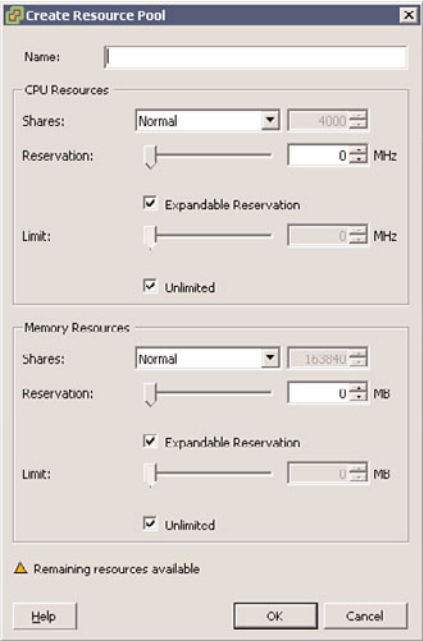 Create Resource Pool
Name:
CPU Resources
Shares: Normal 4000
Reservation: 0 MHz
Expandable Reservation
Limit: 0 MHz
Unlimited
Memory Resources
Shares: Normal 163840
Reservation: 0 MB
Expandable Reservation
Limit: 0 MB
Unlimited
Remaining resources available
Help OK Cancel